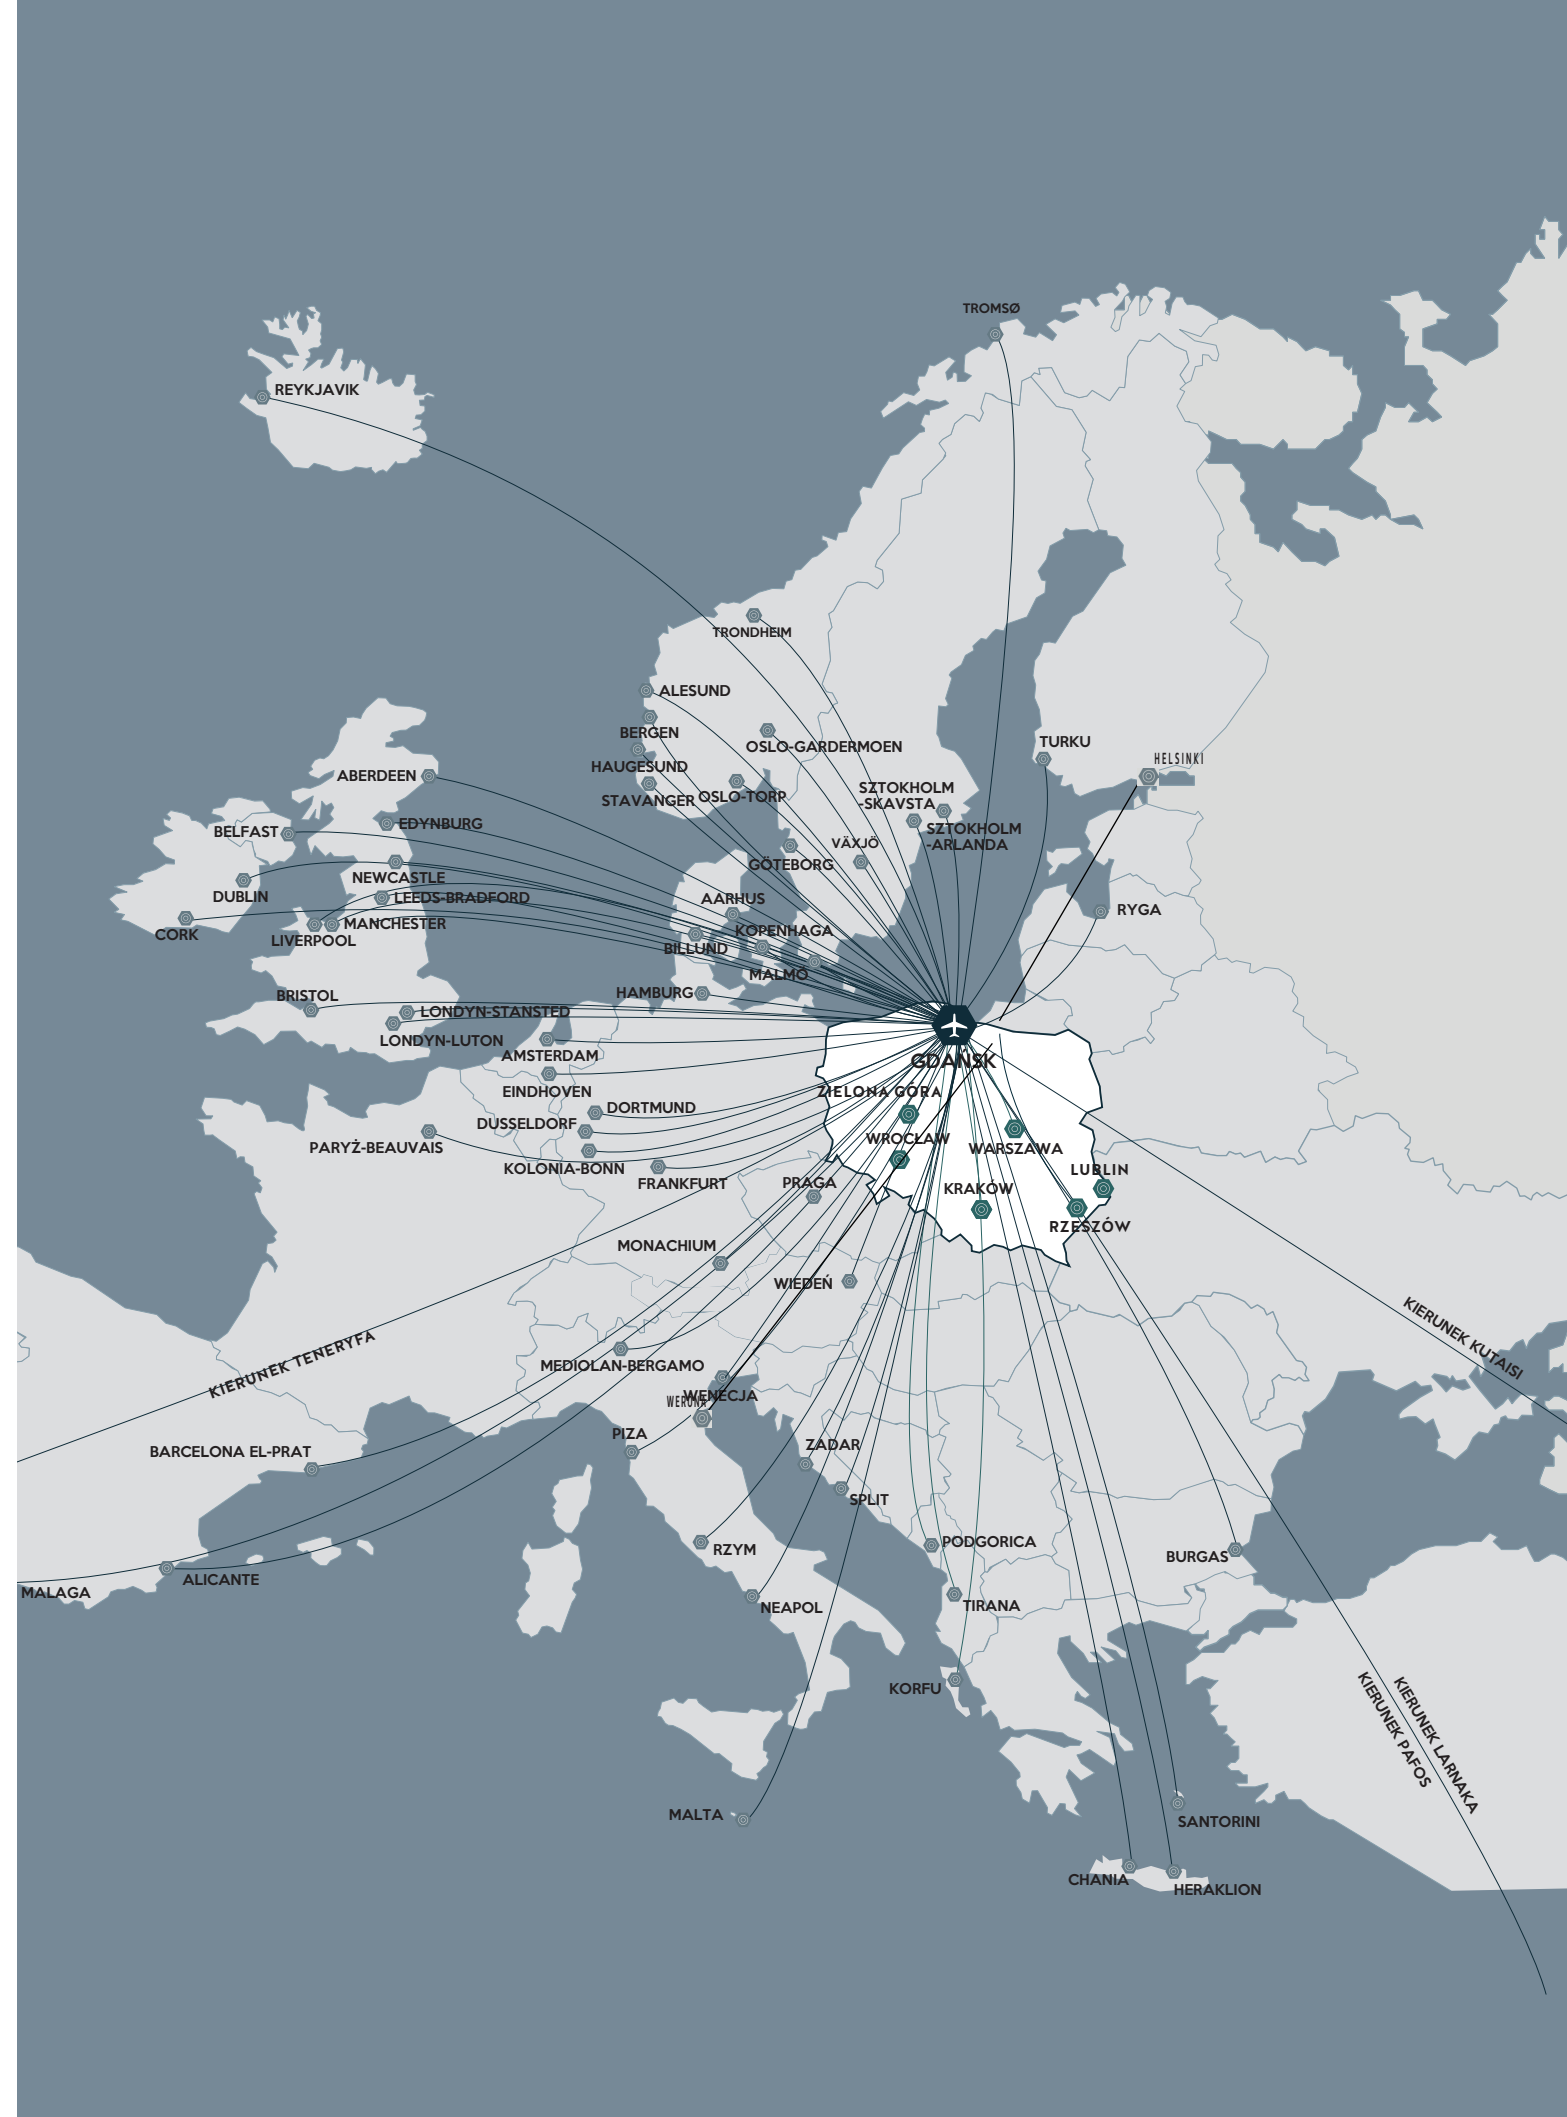 TROMSØ
REYKJAVIK
TRONDHEIM
ALESUND
BERGEN
OSLO-GARDERMOEN
TURKU
HELSINKI
HAUGESUND
ABERDEEN
STAVANGER
OSLO-TORP
SZTOKHOLM
-SKAVSTA
EDYNBURG
BELFAST
SZTOKHOLM
-ARLANDA
VÄXJÖ
GÖTEBORG
NEWCASTLE
DUBLIN
LEEDS-BRADFORD
AARHUS
RYGA
MANCHESTER
CORK
LIVERPOOL
KOPENHAGA
BILLUND
MALMÖ
HAMBURG
BRISTOL
LONDYN-STANSTED
LONDYN-LUTON
AMSTERDAM
GDAŃSK
EINDHOVEN
ZIELONA GÓRA
DORTMUND
DUSSELDORF
WROCŁAW
PARYŻ-BEAUVAIS
WARSZAWA
KOLONIA-BONN
LUBLIN
FRANKFURT
PRAGA
KRAKÓW
RZESZÓW
MONACHIUM
WIEDEŃ
KIERUNEK KUTAISI
KIERUNEK TENERYFA
MEDIOLAN-BERGAMO
WENECJA
WERONA
PIZA
ZADAR
BARCELONA EL-PRAT
SPLIT
PODGORICA
RZYM
BURGAS
ALICANTE
MALAGA
NEAPOL
TIRANA
KORFU
KIERUNEK LARNAKA
KIERUNEK PAFOS
MALTA
SANTORINI
CHANIA
HERAKLION